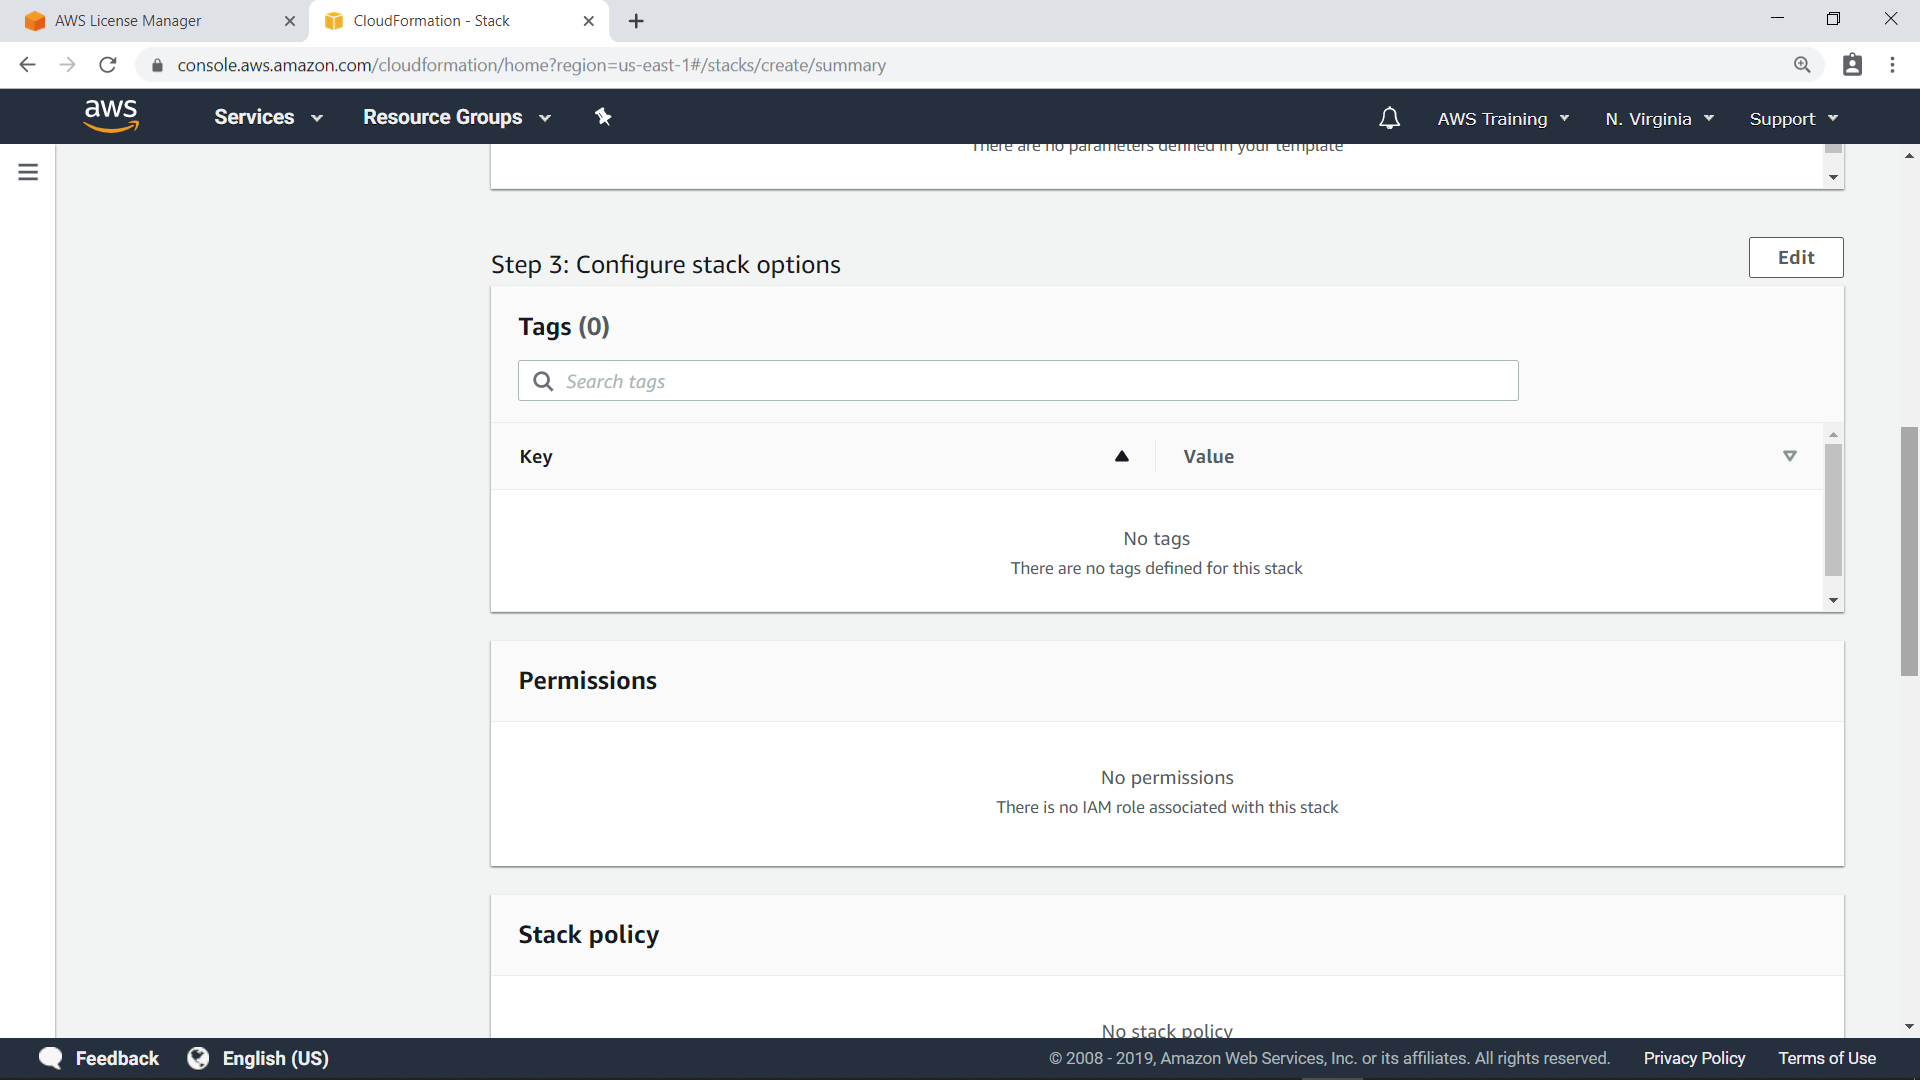 AWS License Manager
CloudFormation - Stack
console.aws.amazon.com/cloudformation/home?region=us-east-1#/stacks/create/summary
aws
Services
Resource Groups
AWS Training
N. Virginia
Support
There are no parameters defined in your template
Step 3: Configure stack options
Edit
Tags (0)
Search tags
Key
Value
No tags
There are no tags defined for this stack
Permissions
No permissions
There is no IAM role associated with this stack
Stack policy
No stack policy
Feedback
English (US)
© 2008 - 2019, Amazon Web Services, Inc. or its affiliates. All rights reserved.
Privacy Policy
Terms of Use